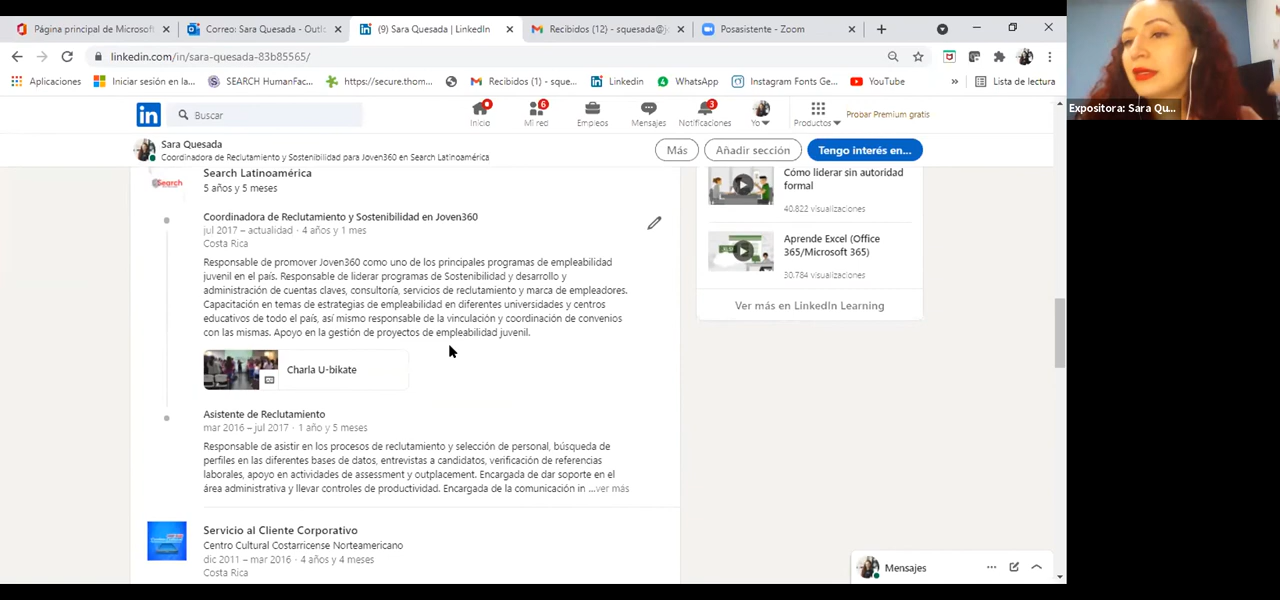 Página principal de Microsof
Correo: Sara Quesada - Outl
(9) Sara Quesada | LinkedIn
Recibidos (12) - squesada@j
Posasistente - Zoom
linkedin.com/in/sara-quesada-83b85565/
Aplicaciones
Iniciar sesión en la...
SEARCH HumanFac...
https://secure.thom...
Recibidos (1) - sque...
Linkedin
WhatsApp
Instagram Fonts Ge...
YouTube
»
Lista de lectura
Expositora: Sara Qu...
in
Buscar
6
3
Inicio
Mi red
Empleos
Mensajes
Notificaciones
Yo
Productos
Probar Premium gratis
Sara Quesada
Coordinadora de Reclutamiento y Sostenibilidad para Joven360 en Search Latinoamérica
Más
Añadir sección
Tengo interés en...
Search
Search Latinoamérica
5 años y 5 meses
Coordinadora de Reclutamiento y Sostenibilidad en Joven360
jul 2017 – actualidad · 4 años y 1 mes
Costa Rica
Responsable de promover Joven360 como uno de los principales programas de empleabilidad
juvenil en el país. Responsable de liderar programas de Sostenibilidad y desarrollo y
administración de cuentas claves, consultoría, servicios de reclutamiento y marca de empleadores.
Capacitación en temas de estrategias de empleabilidad en diferentes universidades y centros
educativos de todo el país, así mismo responsable de la vinculación y coordinación de convenios
con las mismas. Apoyo en la gestión de proyectos de empleabilidad juvenil.
Charla U-bikate
Asistente de Reclutamiento
mar 2016 – jul 2017 · 1 año y 5 meses
Responsable de asistir en los procesos de reclutamiento y selección de personal, búsqueda de
perfiles en las diferentes bases de datos, entrevistas a candidatos, verificación de referencias
laborales, apoyo en actividades de assessment y outplacement. Encargada de dar soporte en el
área administrativa y llevar controles de productividad. Encargada de la comunicación in ...ver más
Servicio al Cliente Corporativo
Centro Cultural Costarricense Norteamericano
dic 2011 – mar 2016 · 4 años y 4 meses
Costa Rica
Cómo liderar sin autoridad
formal
40.822 visualizaciones
Aprende Excel (Office
365/Microsoft 365)
30.784 visualizaciones
Ver más en LinkedIn Learning
Mensajes